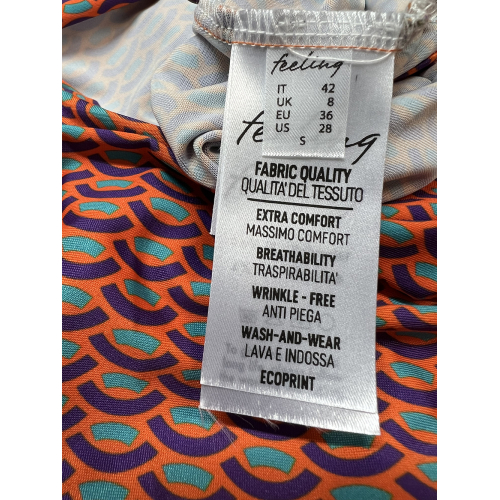 feeling
IT 42
UK 8
EU 36
US 28
S
feeling
FABRIC QUALITY
QUALITA' DEL TESSUTO
EXTRA COMFORT
MASSIMO COMFORT
BREATHABILITY
TRASPIRABILITA'
WRINKLE - FREE
ANTI PIEGA
WASH-AND-WEAR
LAVA E INDOSSA
ECOPRINT